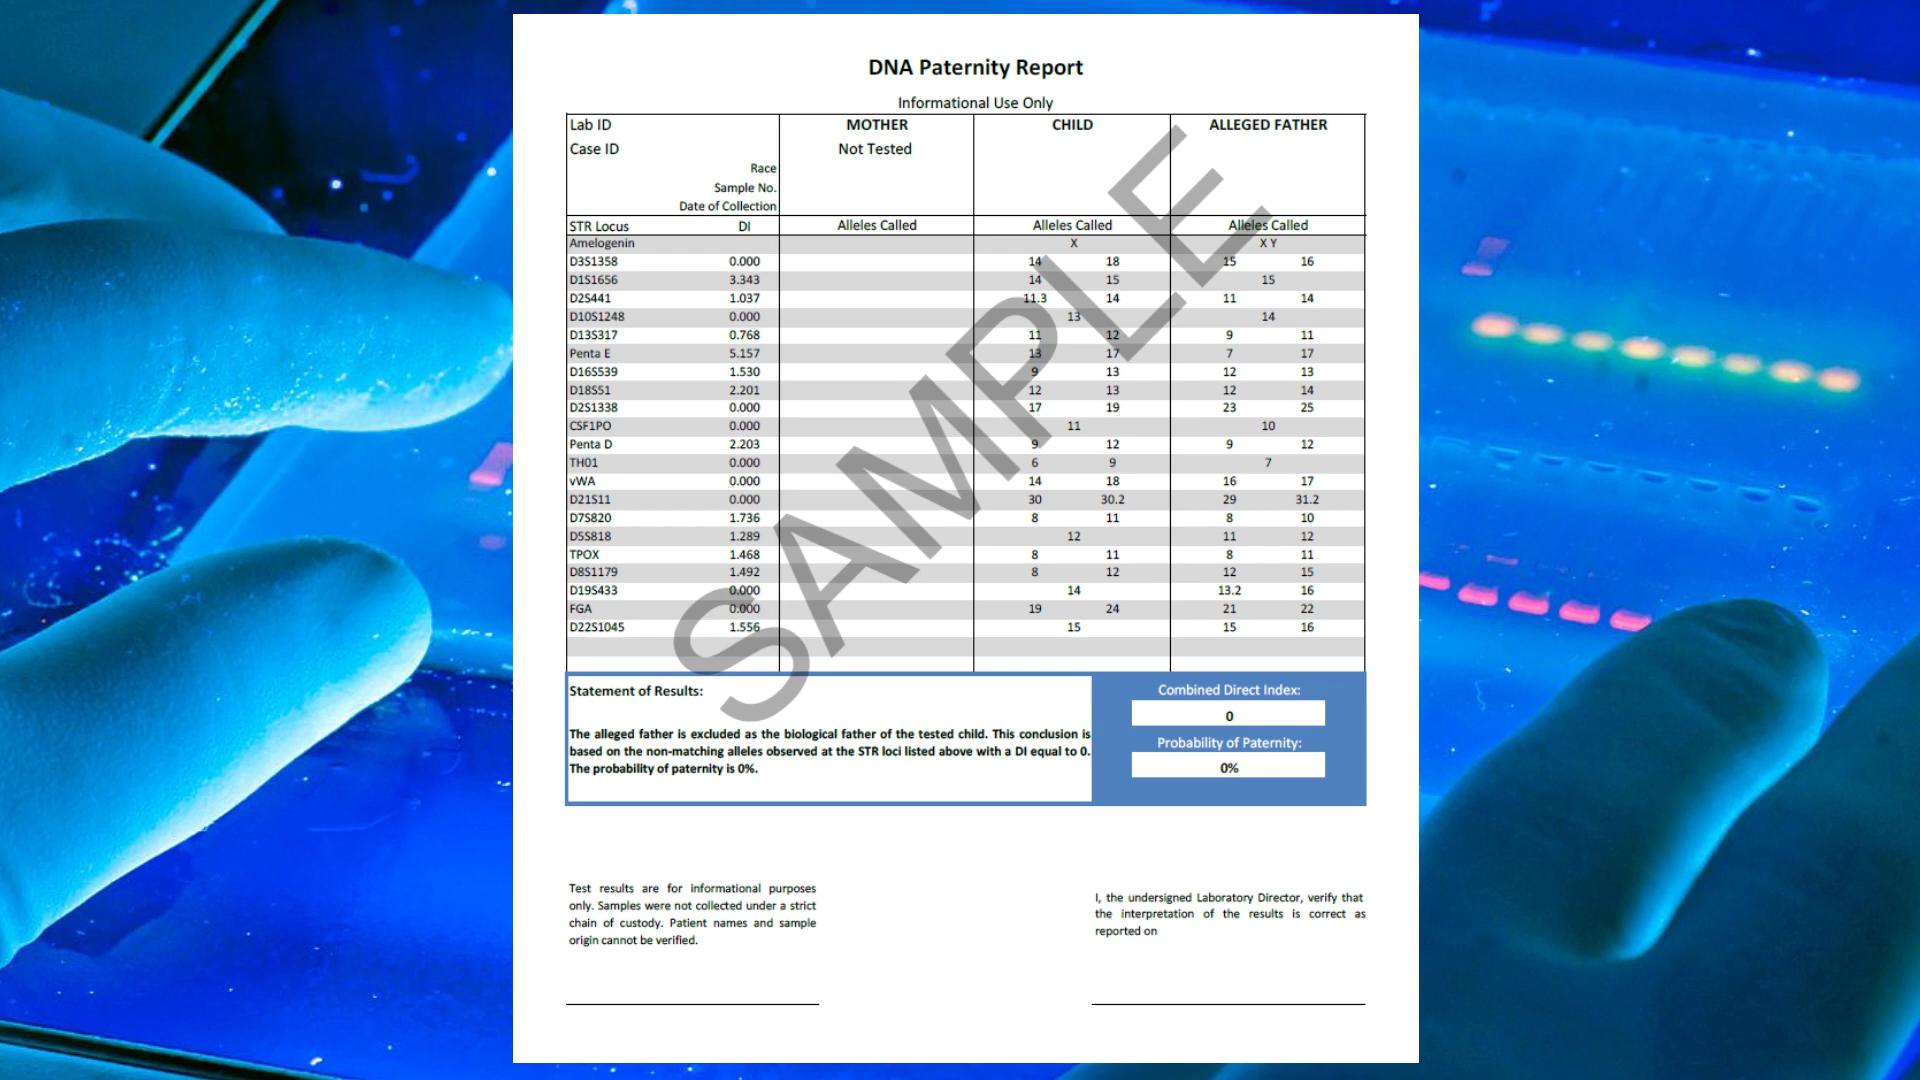 DNA Paternity Report
Informational Use Only
Lab ID MOTHER CHILD ALLEGED FATHER
Case ID Not Tested
Race
Sample No.
Date of Collection
STR Locus DI Alleles Called Alleles Called Alleles Called
Amelogenin X X Y
D3S1358 0.000 14 18 15 16
D1S1656 3.343 14 15 15
D2S441 1.037 11.3 14 11 14
D10S1248 0.000 13 14
D13S317 0.768 11 12 9 11
Penta E 5.157 13 17 7 17
D16S539 1.530 9 13 12 13
D18S51 2.201 12 13 12 14
D2S1338 0.000 17 19 23 25
CSF1PO 0.000 11 10
Penta D 2.203 9 12 9 12
TH01 0.000 6 9 7
vWA 0.000 14 18 16 17
D21S11 0.000 30 30.2 29 31.2
D7S820 1.736 8 11 8 10
D5S818 1.289 12 11 12
TPOX 1.468 8 11 8 11
D8S1179 1.492 8 12 12 15
D19S433 0.000 14 13.2 16
FGA 0.000 19 24 21 22
D22S1045 1.556 15 15 16
SAMPLE
Statement of Results:
The alleged father is excluded as the biological father of the tested child. This conclusion is
based on the non-matching alleles observed at the STR loci listed above with a DI equal to 0.
The probability of paternity is 0%.
Combined Direct Index:
0
Probability of Paternity:
0%
Test results are for informational purposes
only. Samples were not collected under a strict
chain of custody. Patient names and sample
origin cannot be verified.
I, the undersigned Laboratory Director, verify that
the interpretation of the results is correct as
reported on